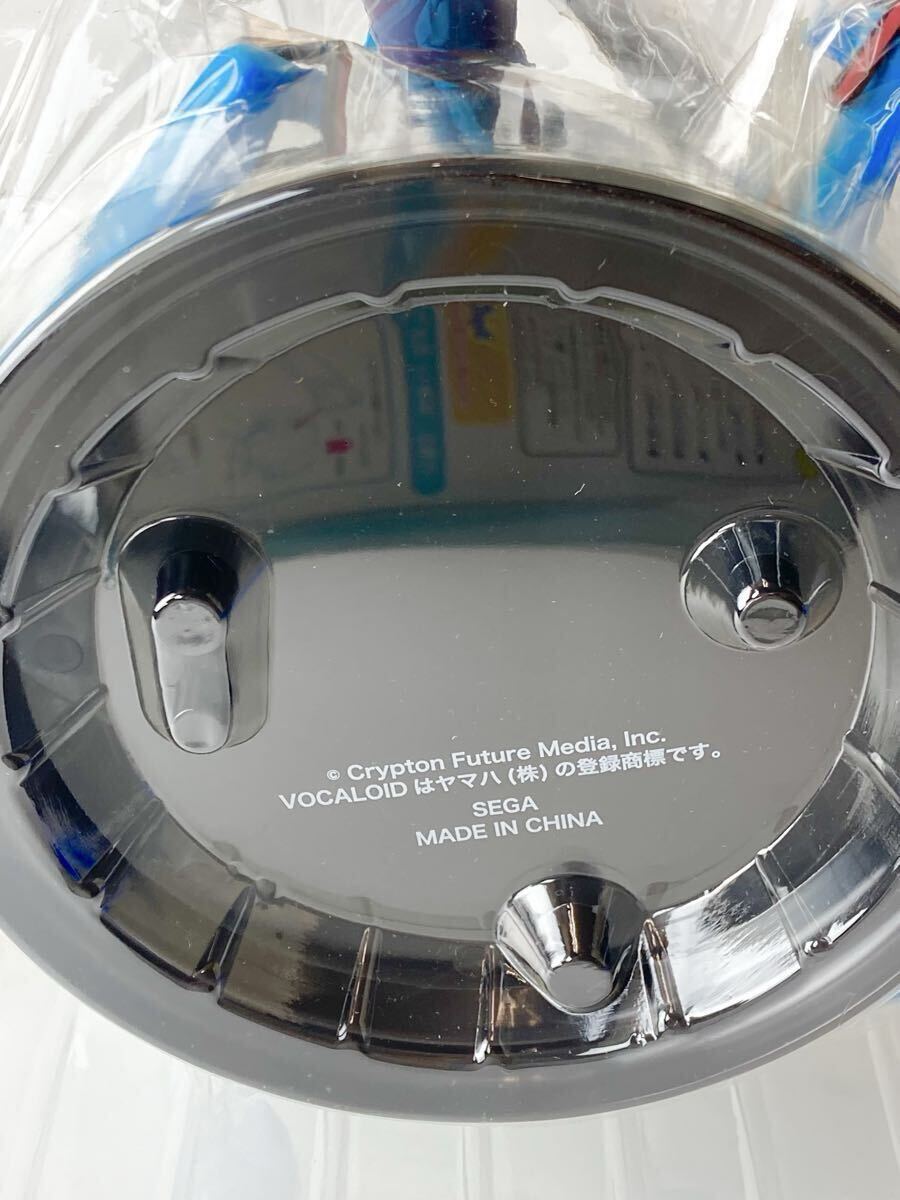 © Crypton Future Media, Inc.
VOCALOID はヤマハ (株) の登録商標です。
SEGA
MADE IN CHINA